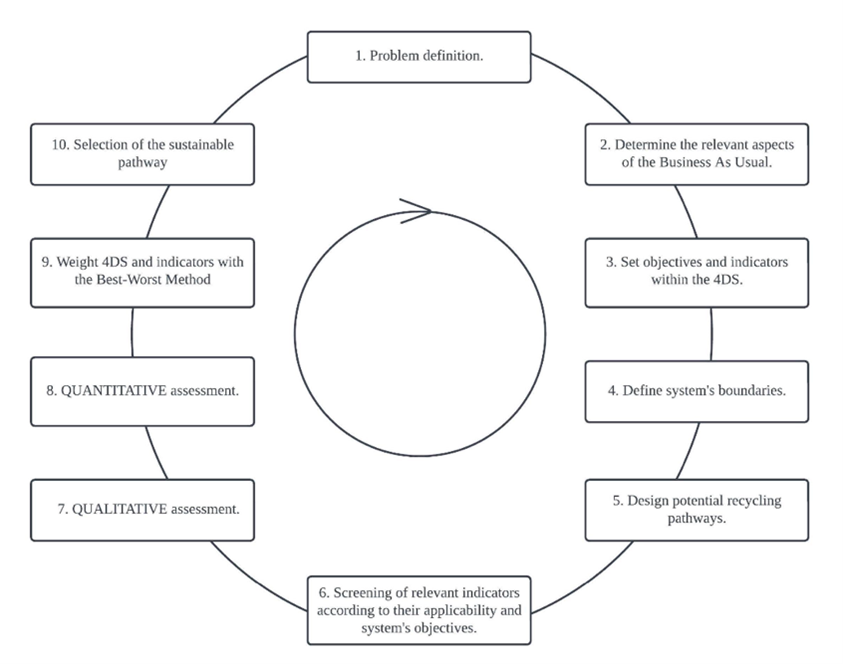 1. Problem definition.
2. Determine the relevant aspects
of the Business As Usual.
3. Set objectives and indicators
within the 4DS.
4. Define system's boundaries.
5. Design potential recycling
pathways.
6. Screening of relevant indicators
according to their applicability and
system's objectives.
7. QUALITATIVE assessment.
8. QUANTITATIVE assessment.
9. Weight 4DS and indicators with
the Best-Worst Method
10. Selection of the sustainable
pathway